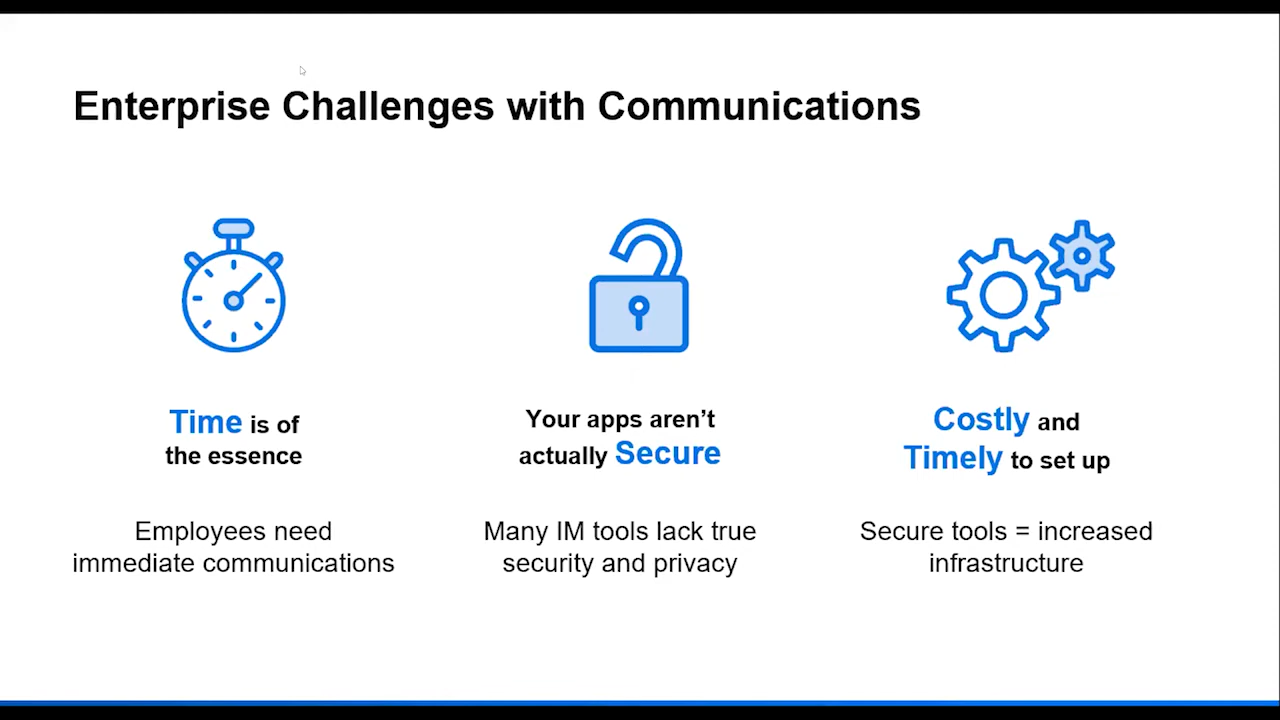 Enterprise Challenges with Communications
Time is of
the essence
Employees need
immediate communications
Your apps aren’t
actually Secure
Many IM tools lack true
security and privacy
Costly and
Timely to set up
Secure tools = increased
infrastructure